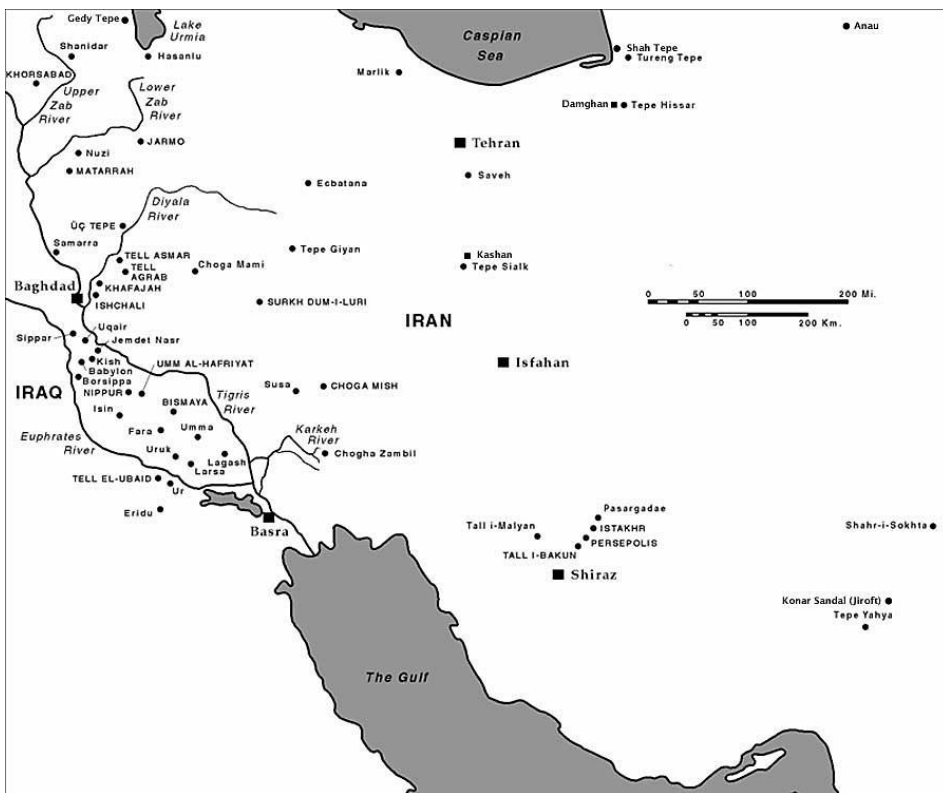 Gedy Tepe
Lake
Urmia
Caspian
Sea
Anau
Shanidar
Hasanlu
Shah Tepe
Tureng Tepe
Marlik
KHORSABAD
Upper
Zab
River
Lower
Zab
River
Damghan
Tepe Hissar
JARMO
Tehran
Nuzi
MATARRAH
Saveh
Ecbatana
Diyala
River
ÜÇ TEPE
Samarra
Tepe Giyan
Kashan
Tepe Sialk
TELL ASMAR
TELL
AGRAB
Choga Mami
KHAFAJAH
Baghdad
ISHCHALI
SURKH DUM-I-LURI
0 50 100 200 Mi.
0 50 100 200 Km.
IRAN
Uqair
Sippar
Jemdet Nasr
Kish
UMM AL-HAFRIYAT
Babylon
Borsippa
Isfahan
IRAQ
NIPPUR
Susa
CHOGA MISH
Tigris
River
Isin
BISMAYA
Fara
Umma
Karkeh
River
Euphrates
River
Uruk
Lagash
Larsa
Chogha Zambil
TELL EL-UBAID
Ur
Eridu
Basra
Pasargadae
Tall i-Malyan
ISTAKHR
PERSEPOLIS
TALL I-BAKUN
Shahr-i-Sokhta
Shiraz
Konar Sandal (Jiroft)
Tepe Yahya
The Gulf